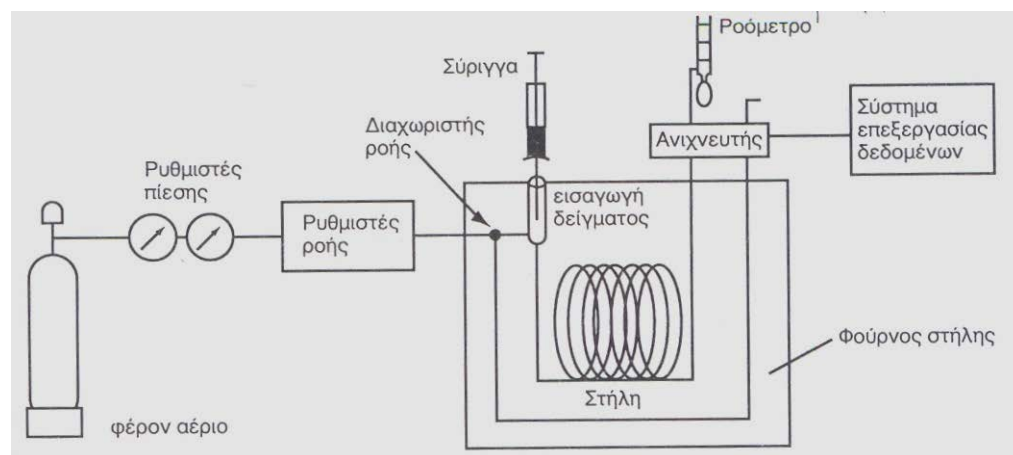 Ροόμετρο
Σύριγγα
Σύστημα
επεξεργασίας
δεδομένων
Διαχωριστής
ροής
Ανιχνευτής
Ρυθμιστές
πίεσης
εισαγωγή
δείγματος
Ρυθμιστές
ροής
Φούρνος στήλης
Στήλη
φέρον αέριο